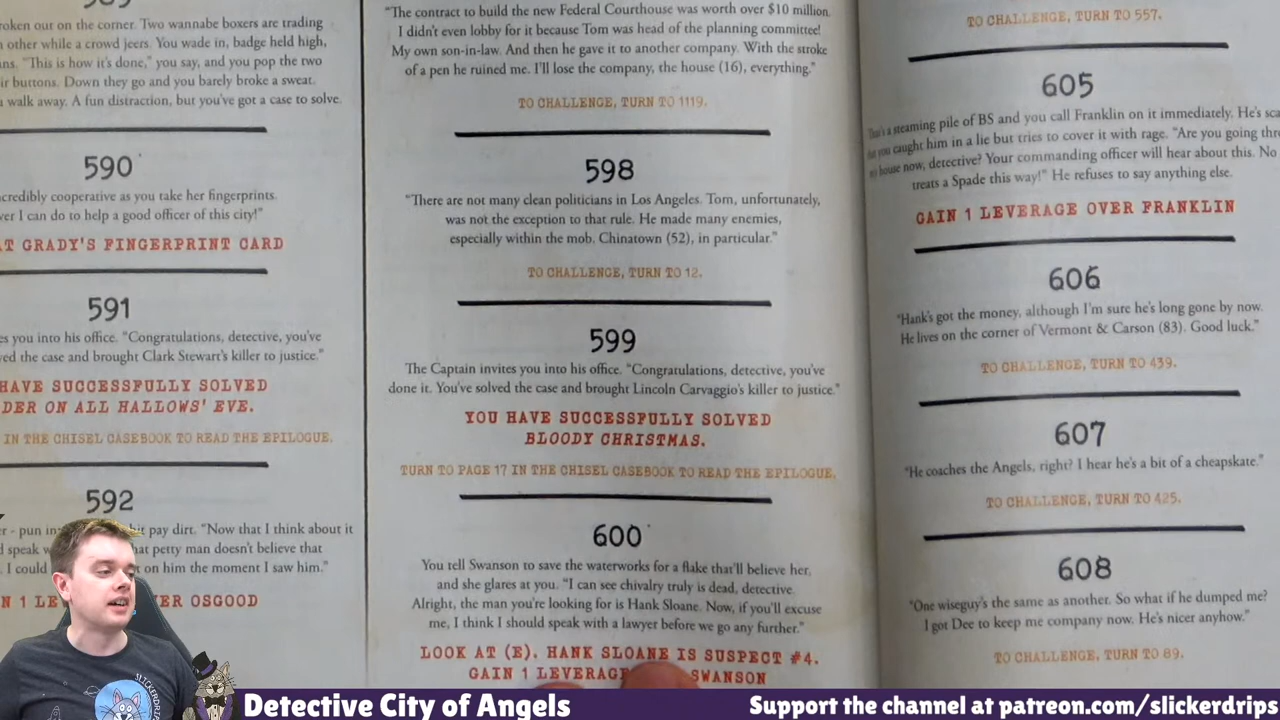 roken out on the corner. Two wannabe boxers are trading
n other while a crowd jeers. You wade in, badge held high,
ns. "This is how it's done," you say, and you pop the two
ir buttons. Down they go and you barely broke a sweat.
walk away. A fun distraction, but you've got a case to solve.
590
credibly cooperative as you take her fingerprints.
ver I can do to help a good officer of this city!"
AT GRADY'S FINGERPRINT CARD
591
es you into his office. "Congratulations, detective, you've
ved the case and brought Clark Stewart's killer to justice."
HAVE SUCCESSFULLY SOLVED
DER ON ALL HALLOWS' EVE.
IN THE CHISEL CASEBOOK TO READ THE EPILOGUE.
592
er - pun in
it pay dirt. "Now that I think about it
d speak w
at petty man doesn't believe that
. I could
on him the moment I saw him."
N 1 LE
ER OSGOOD
"The contract to build the new Federal Courthouse was worth over $10 million.
I didn't even lobby for it because Tom was head of the planning committee!
My own son-in-law. And then he gave it to another company. With the stroke
of a pen he ruined me. I'll lose the company, the house (16), everything."
TO CHALLENGE, TURN TO 1119.
598
"There are not many clean politicians in Los Angeles. Tom, unfortunately,
was not the exception to that rule. He made many enemies,
especially within the mob. Chinatown (52), in particular."
TO CHALLENGE, TURN TO 12.
599
The Captain invites you into his office. "Congratulations, detective, you've
done it. You've solved the case and brought Lincoln Carvaggio's killer to justice."
YOU HAVE SUCCESSFULLY SOLVED
BLOODY CHRISTMAS.
TURN TO PAGE 17 IN THE CHISEL CASEBOOK TO READ THE EPILOGUE.
600
You tell Swanson to save the waterworks for a flake that'll believe her,
and she glares at you. "I can see chivalry truly is dead, detective.
Alright, the man you're looking for is Hank Sloane. Now, if you'll excuse
me, I think I should speak with a lawyer before we go any further."
LOOK AT (E). HANK SLOANE IS SUSPECT #4.
GAIN 1 LEVERAGE
SWANSON
TO CHALLENGE, TURN TO 557.
605
That's a steaming pile of BS and you call Franklin on it immediately. He's sca
but you caught him in a lie but tries to cover it with rage. "Are you going thr
my house now, detective? Your commanding officer will hear about this. No
treats a Spade this way!" He refuses to say anything else.
GAIN 1 LEVERAGE OVER FRANKLIN
606
"Hank's got the money, although I'm sure he's long gone by now.
He lives on the corner of Vermont & Carson (83). Good luck."
TO CHALLENGE, TURN TO 439.
607
"He coaches the Angels, right? I hear he's a bit of a cheapskate."
TO CHALLENGE, TURN TO 425.
608
"One wiseguy's the same as another. So what if he dumped me?
I got Dee to keep me company now. He's nicer anyhow."
TO CHALLENGE, TURN TO 89.
Detective City of Angels
Support the channel at patreon.com/slickerdrips